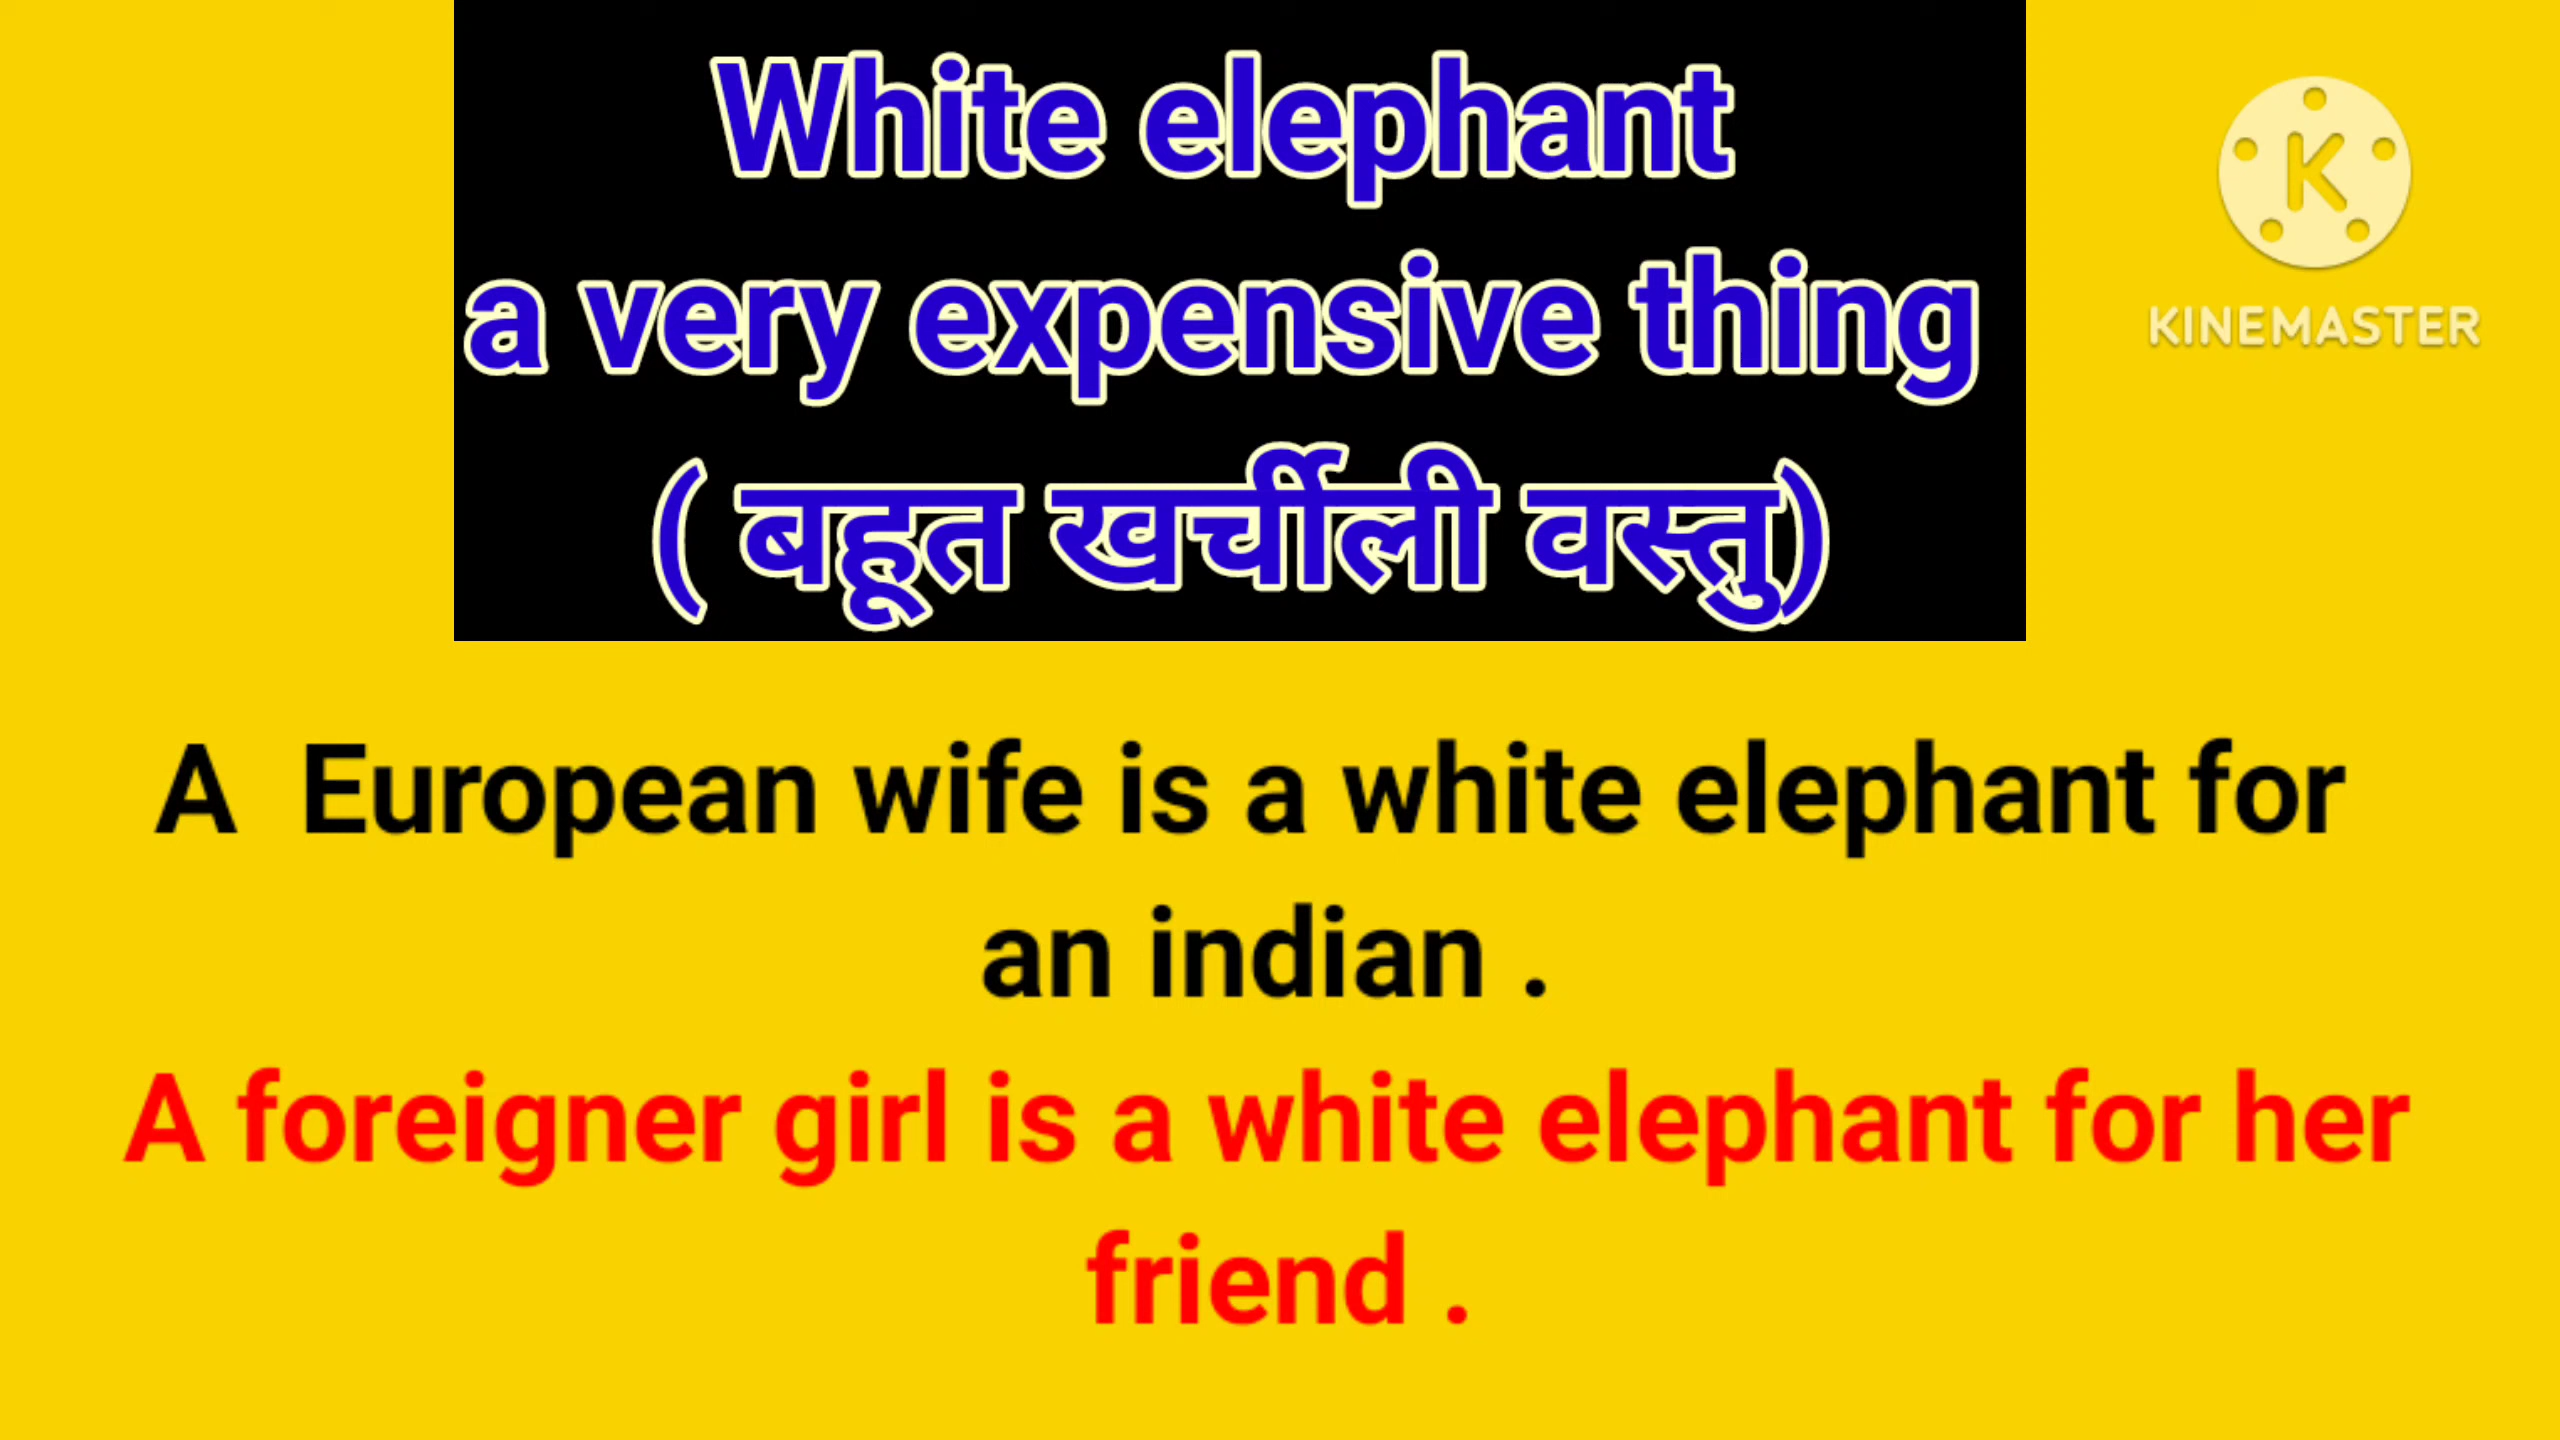 White elephant
a very expensive thing
( बहूत खर्चीली वस्तु)
KINEMASTER
A European wife is a white elephant for
an indian .
A foreigner girl is a white elephant for her
friend .